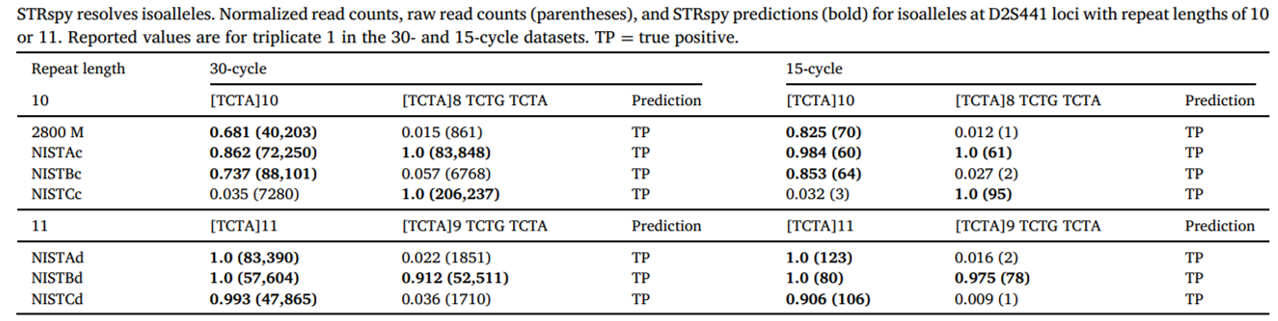 STRspy resolves isoalleles. Normalized read counts, raw read counts (parentheses), and STRspy predictions (bold) for isoalleles at D2S441 loci with repeat lengths of 10
or 11. Reported values are for triplicate 1 in the 30- and 15-cycle datasets. TP = true positive.
Repeat length 30-cycle 15-cycle
10 [TCTA]10 [TCTA]8 TCTG TCTA Prediction [TCTA]10 [TCTA]8 TCTG TCTA Prediction
2800 M 0.681 (40,203) 0.015 (861) TP 0.825 (70) 0.012 (1) TP
NISTAc 0.862 (72,250) 1.0 (83,848) TP 0.984 (60) 1.0 (61) TP
NISTBc 0.737 (88,101) 0.057 (6768) TP 0.853 (64) 0.027 (2) TP
NISTCc 0.035 (7280) 1.0 (206,237) TP 0.032 (3) 1.0 (95) TP
11 [TCTA]11 [TCTA]9 TCTG TCTA Prediction [TCTA]11 [TCTA]9 TCTG TCTA Prediction
NISTAd 1.0 (83,390) 0.022 (1851) TP 1.0 (123) 0.016 (2) TP
NISTBd 1.0 (57,604) 0.912 (52,511) TP 1.0 (80) 0.975 (78) TP
NISTCd 0.993 (47,865) 0.036 (1710) TP 0.906 (106) 0.009 (1) TP